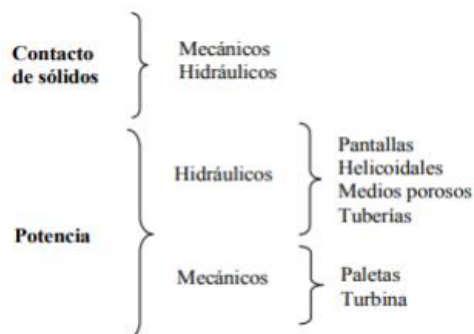 Contacto
de sólidos
Mecánicos
Hidráulicos
Potencia
Hidráulicos
Pantallas
Helicoidales
Medios porosos
Tuberías
Mecánicos
Paletas
Turbina